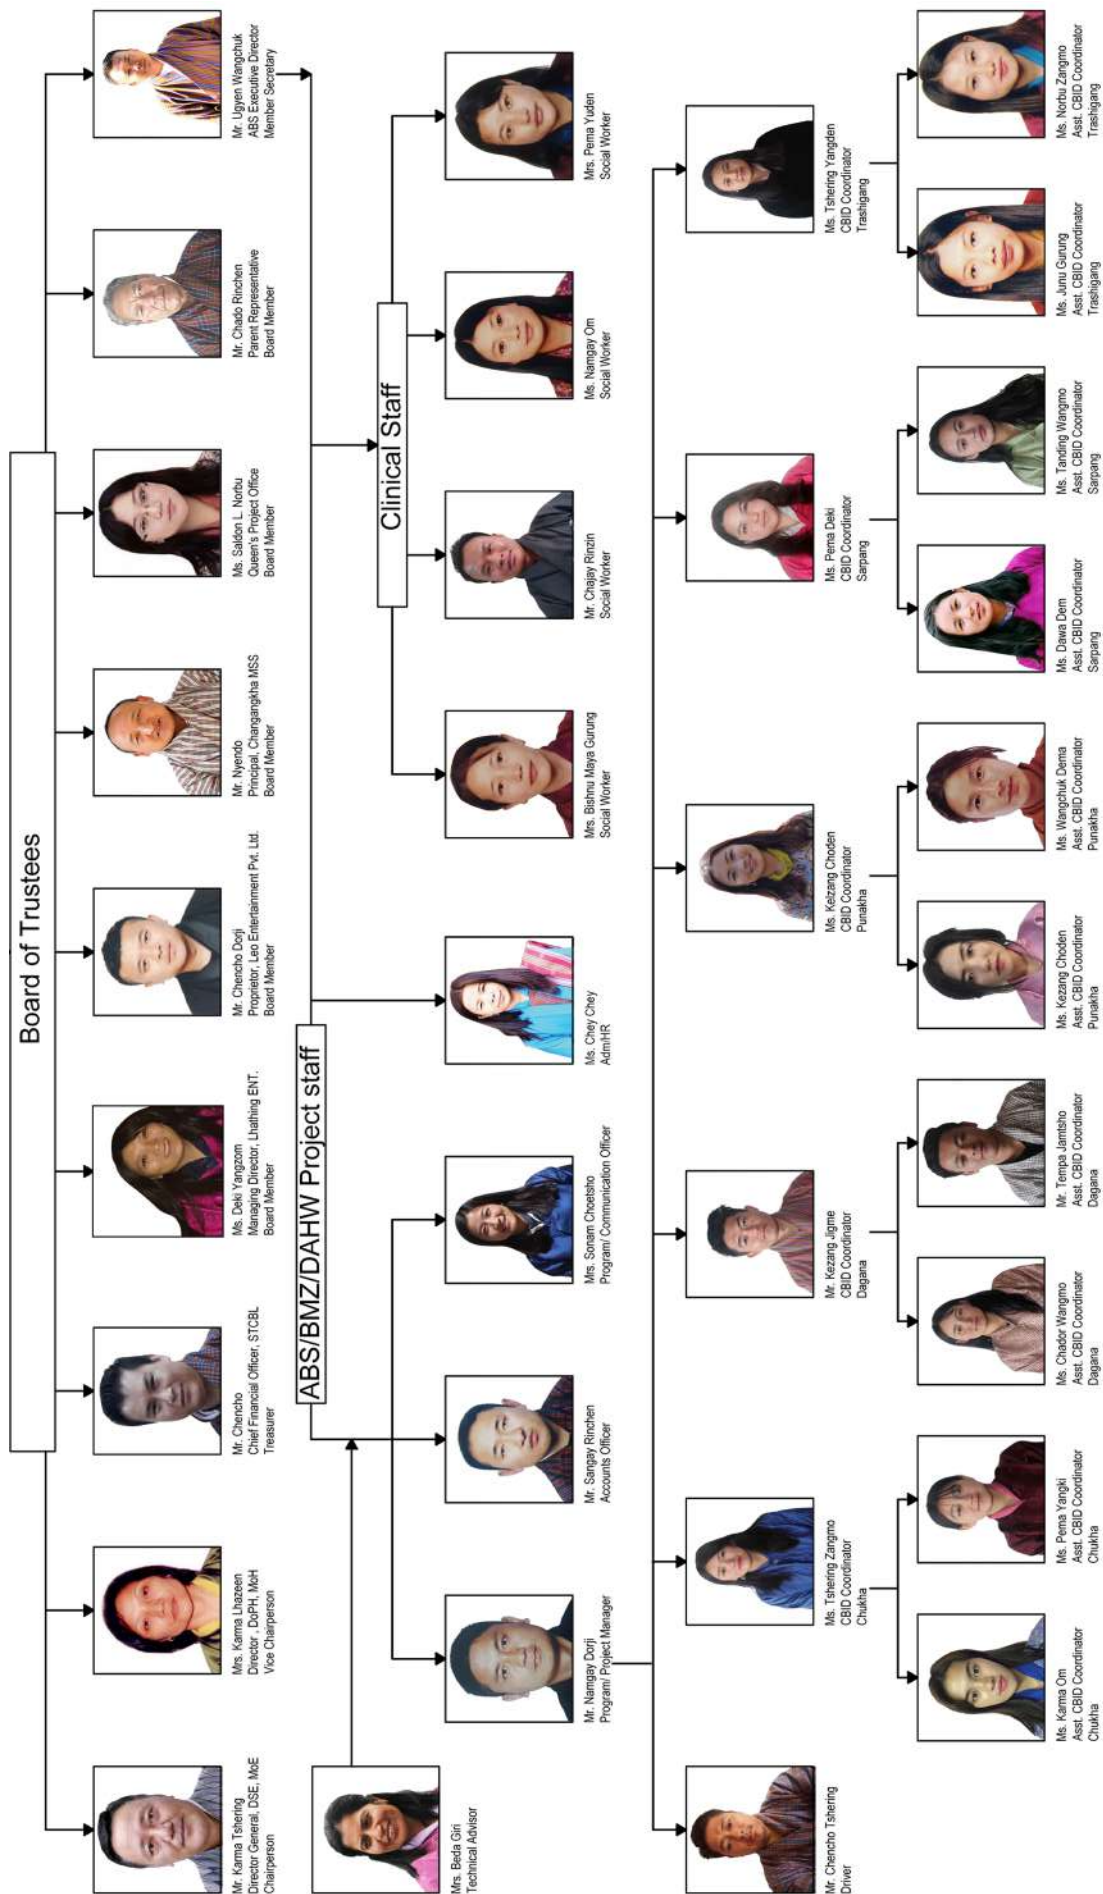 Board of Trustees
Mr. Karma Tshering
Director General, DSE, MoE
Chairperson
Mrs. Karma Lhazeen
Director , DoPH, MoH
Vice Chairperson
Mr. Chencho
Chief Financial Officer, STCBL
Treasurer
Ms. Deki Yangzom
Managing Director, Lhathing ENT.
Board Member
Mr. Chencho Dorji
Proprietor, Leo Entertainment Pvt. Ltd.
Board Member
Mr. Nyendo
Principal, Changangkha MSS
Board Member
Ms. Saldon L. Norbu
Queen's Project Office
Board Member
Mr. Chado Rinchen
Parent Representative
Board Member
Mr. Ugyen Wangchuk
ABS Executive Director
Member Secretary
Mrs. Beda Giri
Technical Advisor
ABS/BMZ/DAHW Project staff
Clinical Staff
Mr. Namgay Dorji
Program/ Project Manager
Mr. Sangay Rinchen
Accounts Officer
Mrs. Sonam Choetsho
Program/ Communication Officer
Ms. Chey Chey
Adm/HR
Mrs. Bishnu Maya Gurung
Social Worker
Mr. Chajay Rinzin
Social Worker
Ms. Namgay Om
Social Worker
Mrs. Pema Yuden
Social Worker
Mr. Chencho Tshering
Driver
Ms. Tshering Zangmo
CBID Coordinator
Chukha
Mr. Kezang Jigme
CBID Coordinator
Dagana
Ms. Kelzang Choden
CBID Coordinator
Punakha
Ms. Pema Deki
CBID Coordinator
Sarpang
Ms. Tshering Yangden
CBID Coordinator
Trashigang
Ms. Karma Om
Asst. CBID Coordinator
Chukha
Ms. Pema Yangki
Asst. CBID Coordinator
Chukha
Ms. Chador Wangmo
Asst. CBID Coordinator
Dagana
Mr. Tempa Jamtsho
Asst. CBID Coordinator
Dagana
Ms. Kezang Choden
Asst. CBID Coordinator
Punakha
Ms. Wangchuk Dema
Asst. CBID Coordinator
Punakha
Ms. Dawa Dem
Asst. CBID Coordinator
Sarpang
Ms. Tanding Wangmo
Asst. CBID Coordinator
Sarpang
Ms. Junu Gurung
Asst. CBID Coordinator
Trashigang
Ms. Norbu Zangmo
Asst. CBID Coordinator
Trashigang